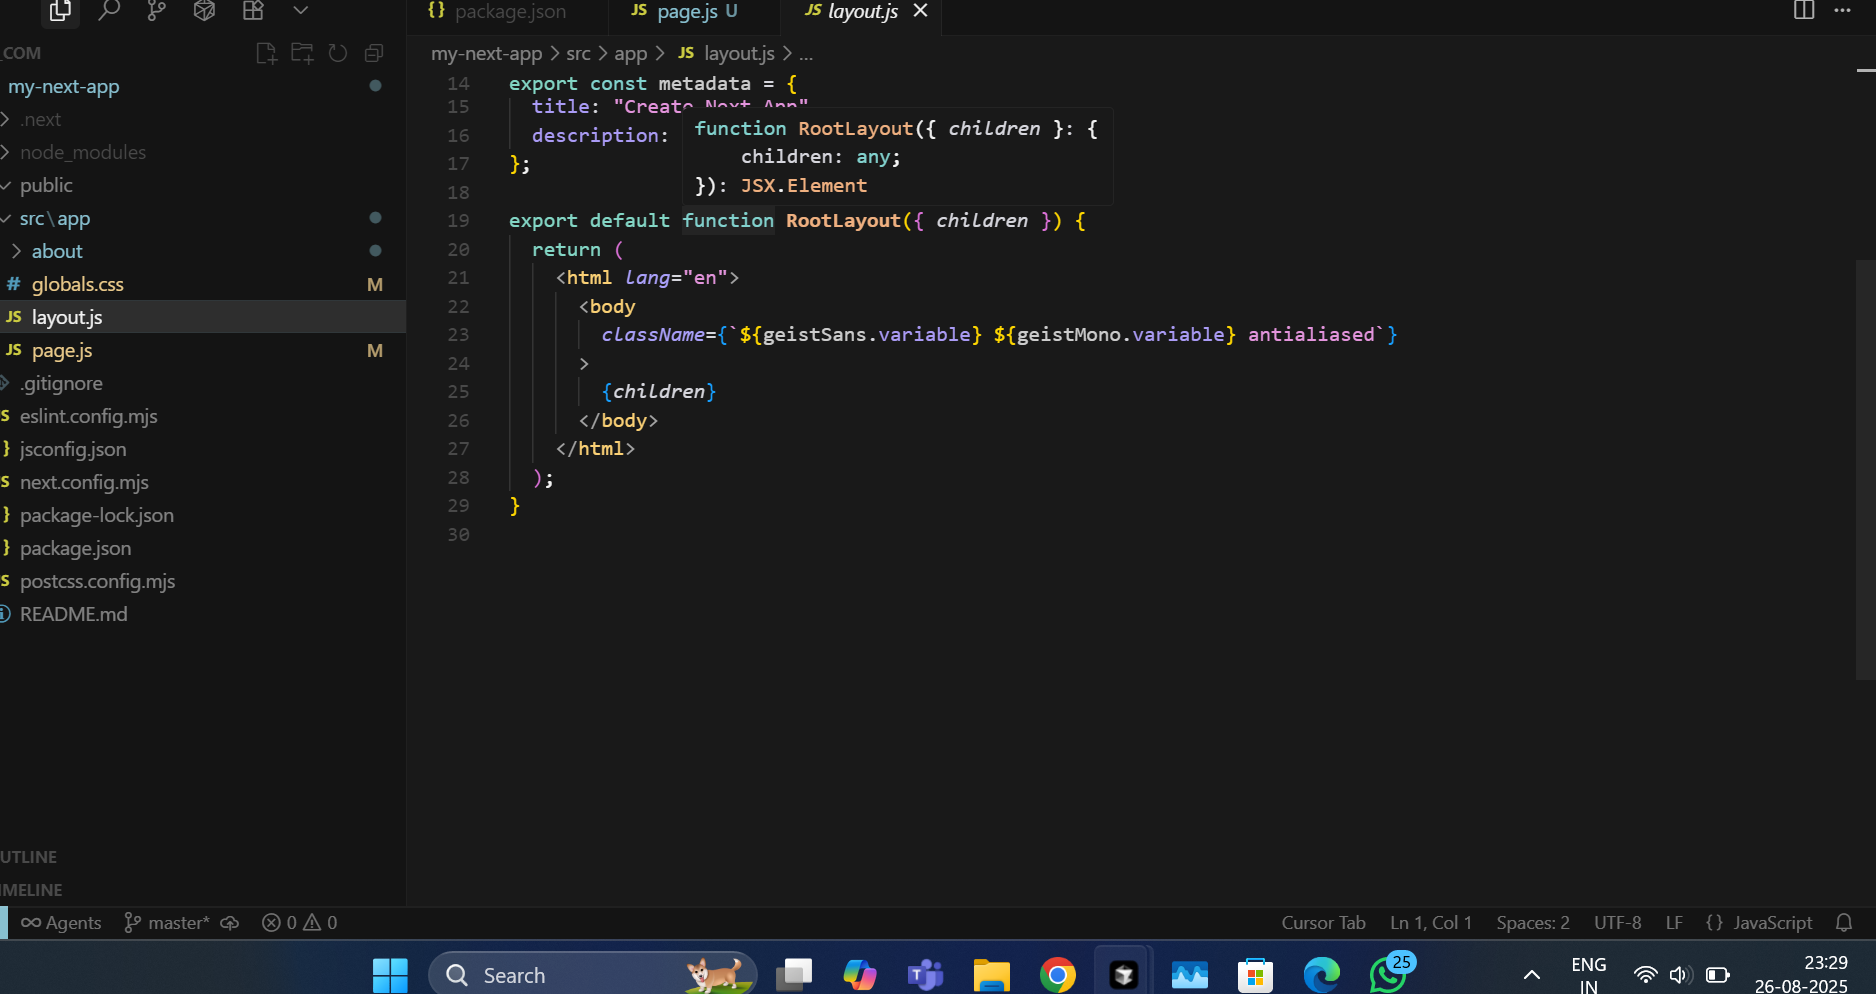 package.json
JS page.js U
JS layout.js
COM
my-next-app > src > app > JS layout.js > ...
my-next-app
.next
node_modules
public
src\app
about
# globals.css M
JS layout.js
JS page.js M
.gitignore
eslint.config.mjs
jsconfig.json
next.config.mjs
package-lock.json
package.json
postcss.config.mjs
README.md
UTLINE
IMELINE
14 export const metadata = {
15 title: "Create Next App"
16 description:
17 };
18
function RootLayout({ children }: {
children: any;
}): JSX.Element
19 export default function RootLayout({ children }) {
20 return (
21 <html lang="en">
22 <body
23 className={`${geistSans.variable} ${geistMono.variable} antialiased`}
24 >
25 {children}
26 </body>
27 </html>
28 );
29 }
30
Agents master* 0 0
Cursor Tab Ln 1, Col 1 Spaces: 2 UTF-8 LF {} JavaScript
Search
T
25
ENG
IN
23:29
26-08-2025